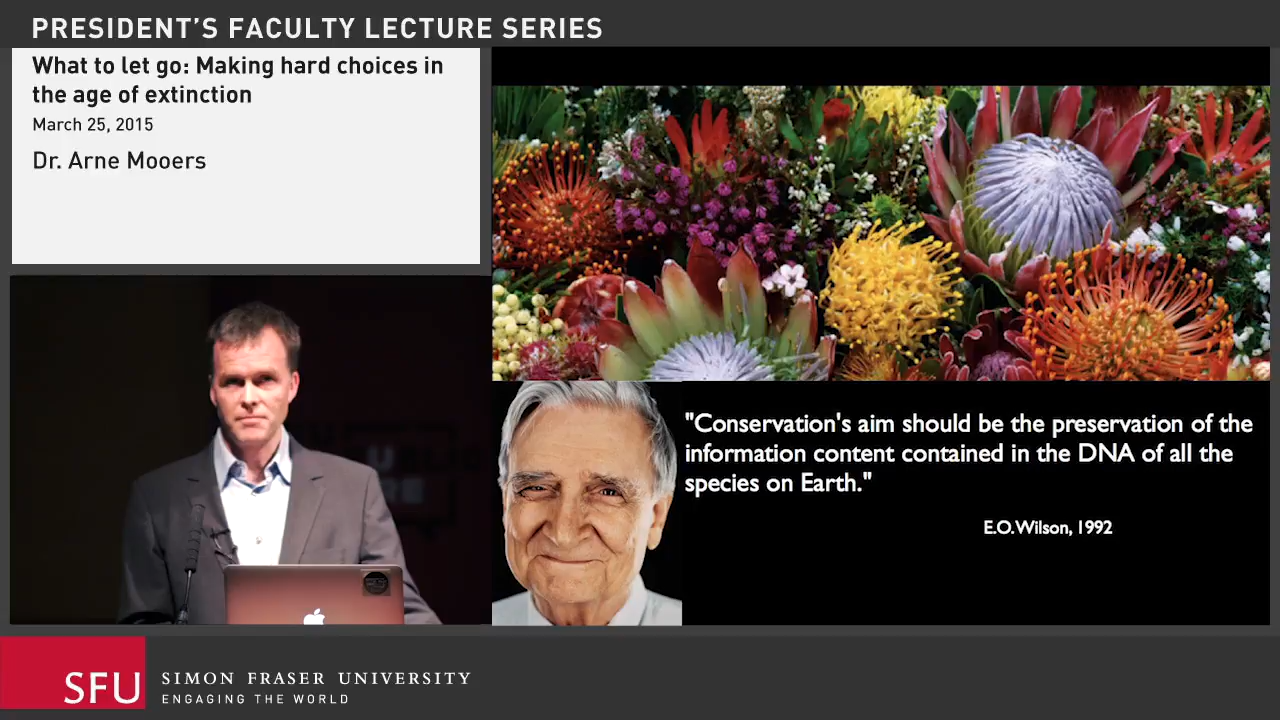 PRESIDENT'S FACULTY LECTURE SERIES
What to let go: Making hard choices in
the age of extinction
March 25, 2015
Dr. Arne Mooers
"Conservation's aim should be the preservation of the
information content contained in the DNA of all the
species on Earth."
E.O.Wilson, 1992
SFU
SIMON FRASER UNIVERSITY
ENGAGING THE WORLD